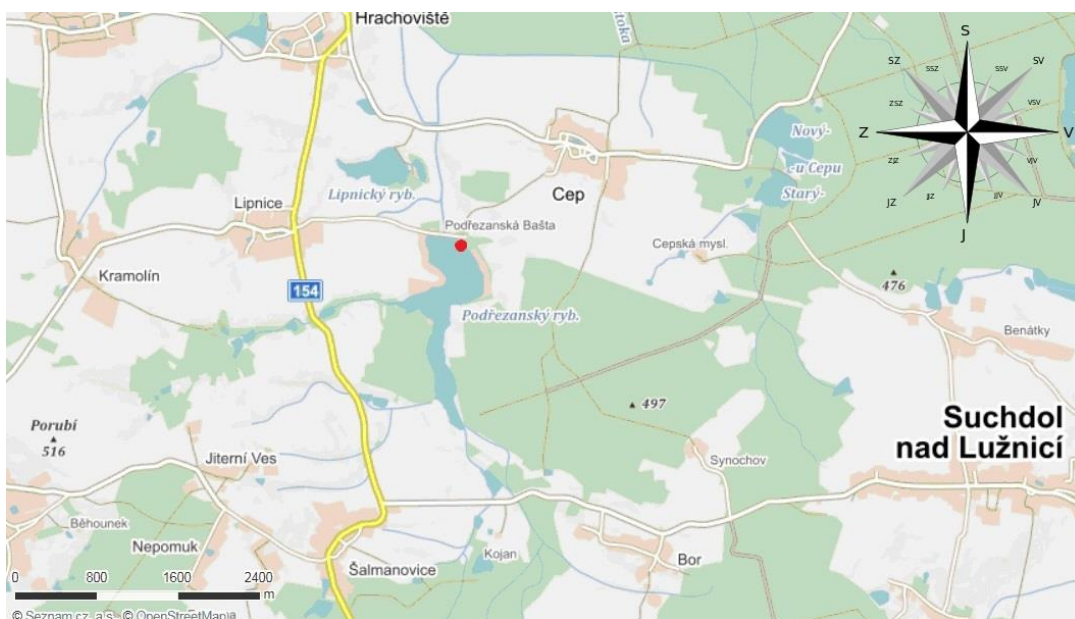 Hrachoviště
S
SZ
SSZ
SSV
SV
ZSZ
VSV
Z
V
Nový-
-u Čepu
Starý-
ZJZ
VJV
JZ
JJZ
JJV
JV
J
Lipnický ryb.
Cep
Lipnice
Podřezanská Bašta
Cepská mysl.
Kramolín
154
476
Podřezanský ryb.
Benátky
497
Suchdol
nad Lužnicí
Porubí
516
Jiterní Ves
Synochov
Běhounek
Nepomuk
Kojan
Bor
Šalmanovice
0 800 1600 2400
m
© Seznam.cz, a.s., © OpenStreetMap